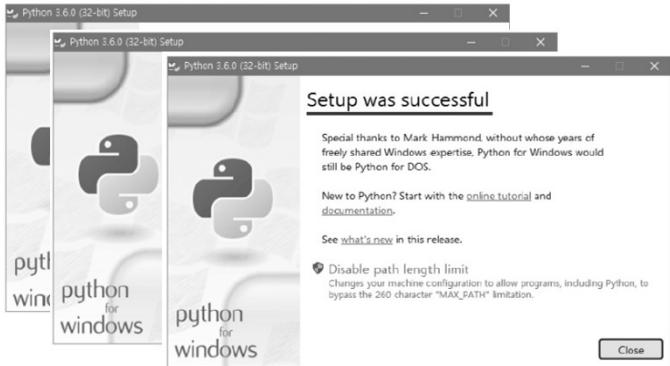 Python 3.6.0 (32-bit) Setup
Python 3.6.0 (32-bit) Setup
Python 3.6.0 (32-bit) Setup
Setup was successful
Special thanks to Mark Hammond, without whose years of
freely shared Windows expertise, Python for Windows would
still be Python for DOS.
New to Python? Start with the online tutorial and
documentation.
See what's new in this release.
Disable path length limit
Changes your machine configuration to allow programs, including Python, to
bypass the 260 character "MAX_PATH" limitation.
pyt
win
python
for
windows
python
for
windows
Close